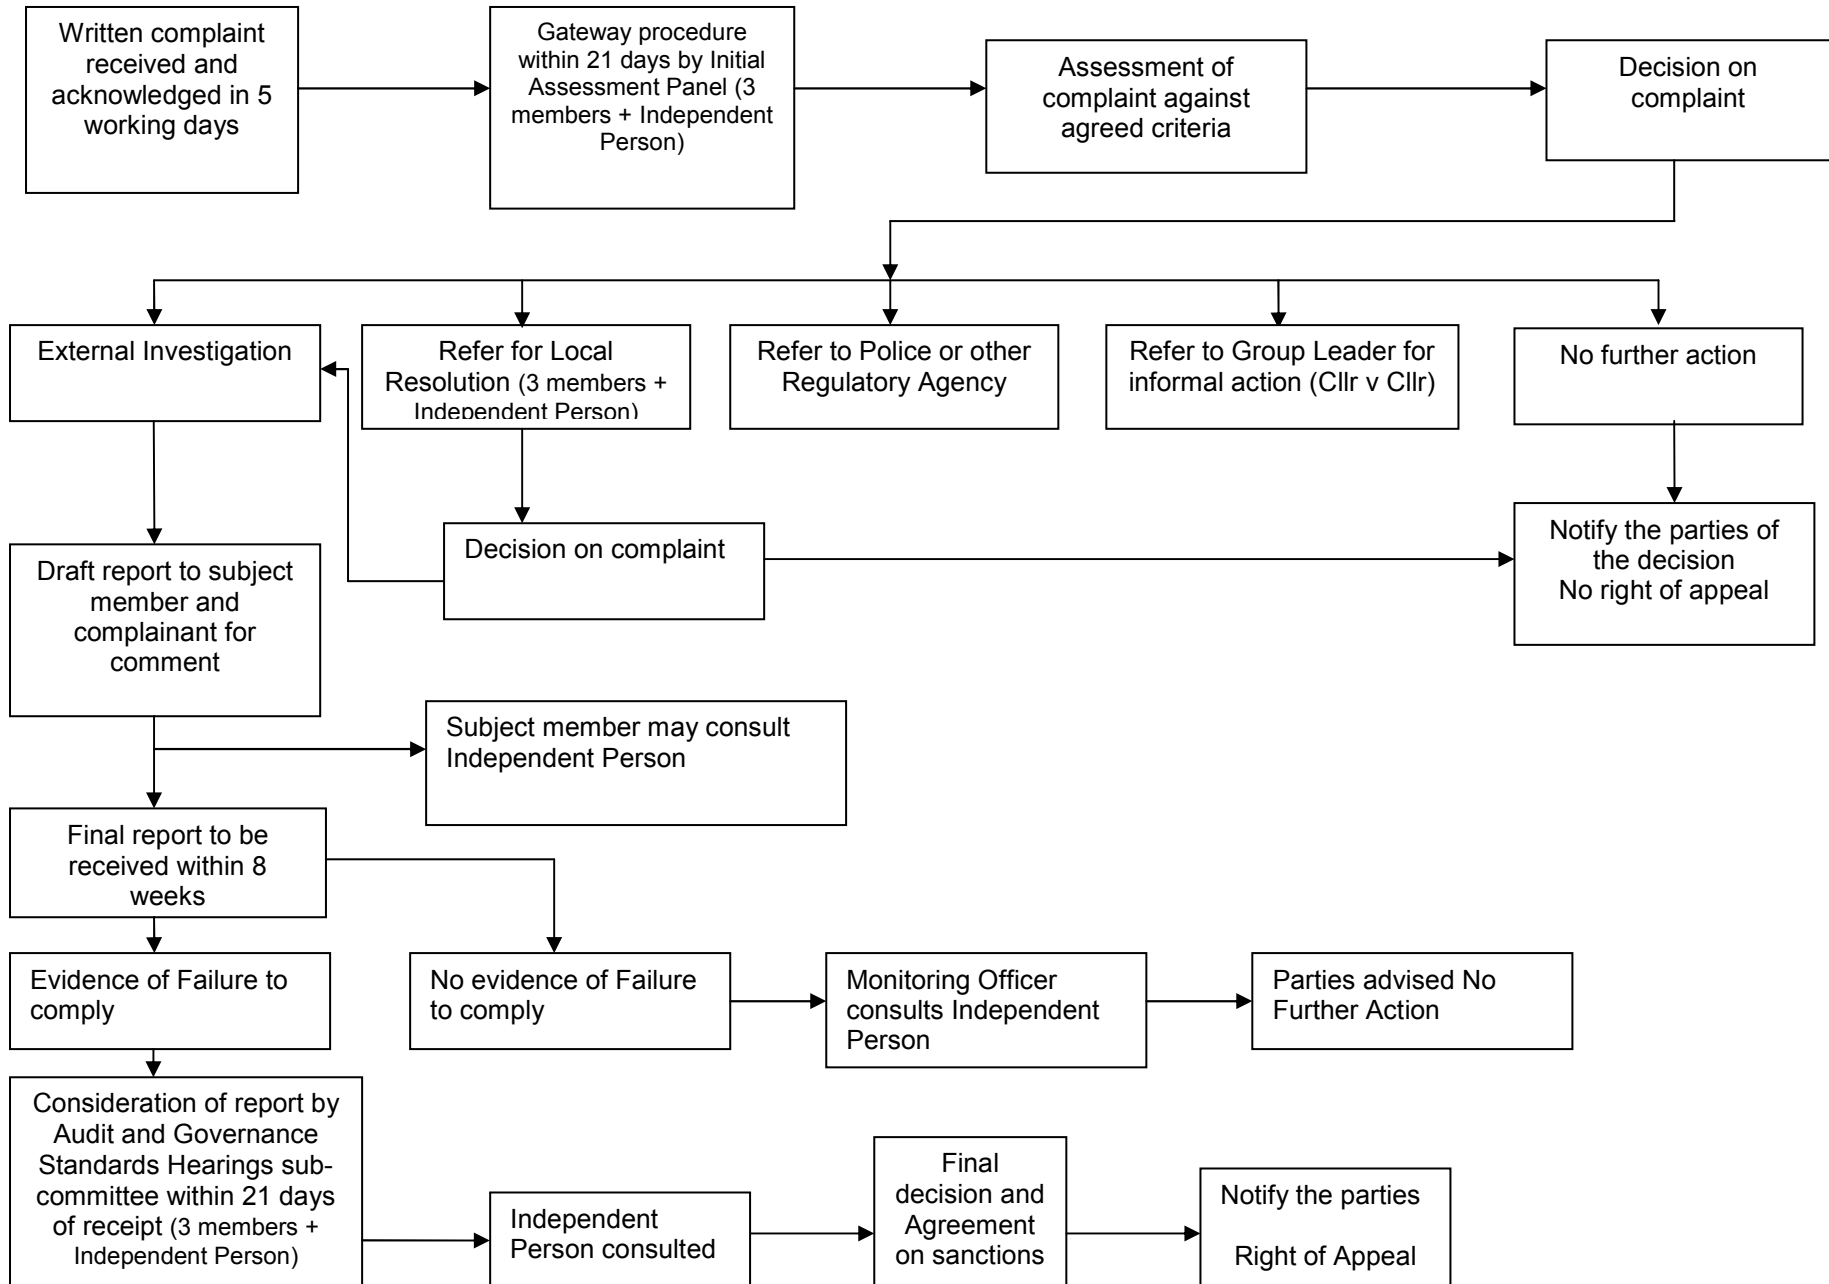 Written complaint
received and
acknowledged in 5
working days
Gateway procedure
within 21 days by Initial
Assessment Panel (3
members + Independent
Person)
Assessment of
complaint against
agreed criteria
Decision on
complaint
External Investigation
Refer for Local
Resolution (3 members +
Independent Person)
Refer to Police or other
Regulatory Agency
Refer to Group Leader for
informal action (Cllr v Cllr)
No further action
Decision on complaint
Notify the parties of
the decision
No right of appeal
Draft report to subject
member and
complainant for
comment
Subject member may consult
Independent Person
Final report to be
received within 8
weeks
Evidence of Failure to
comply
No evidence of Failure
to comply
Monitoring Officer
consults Independent
Person
Parties advised No
Further Action
Consideration of report by
Audit and Governance
Standards Hearings sub-
committee within 21 days
of receipt (3 members +
Independent Person)
Independent
Person consulted
Final
decision and
Agreement
on sanctions
Notify the parties
Right of Appeal